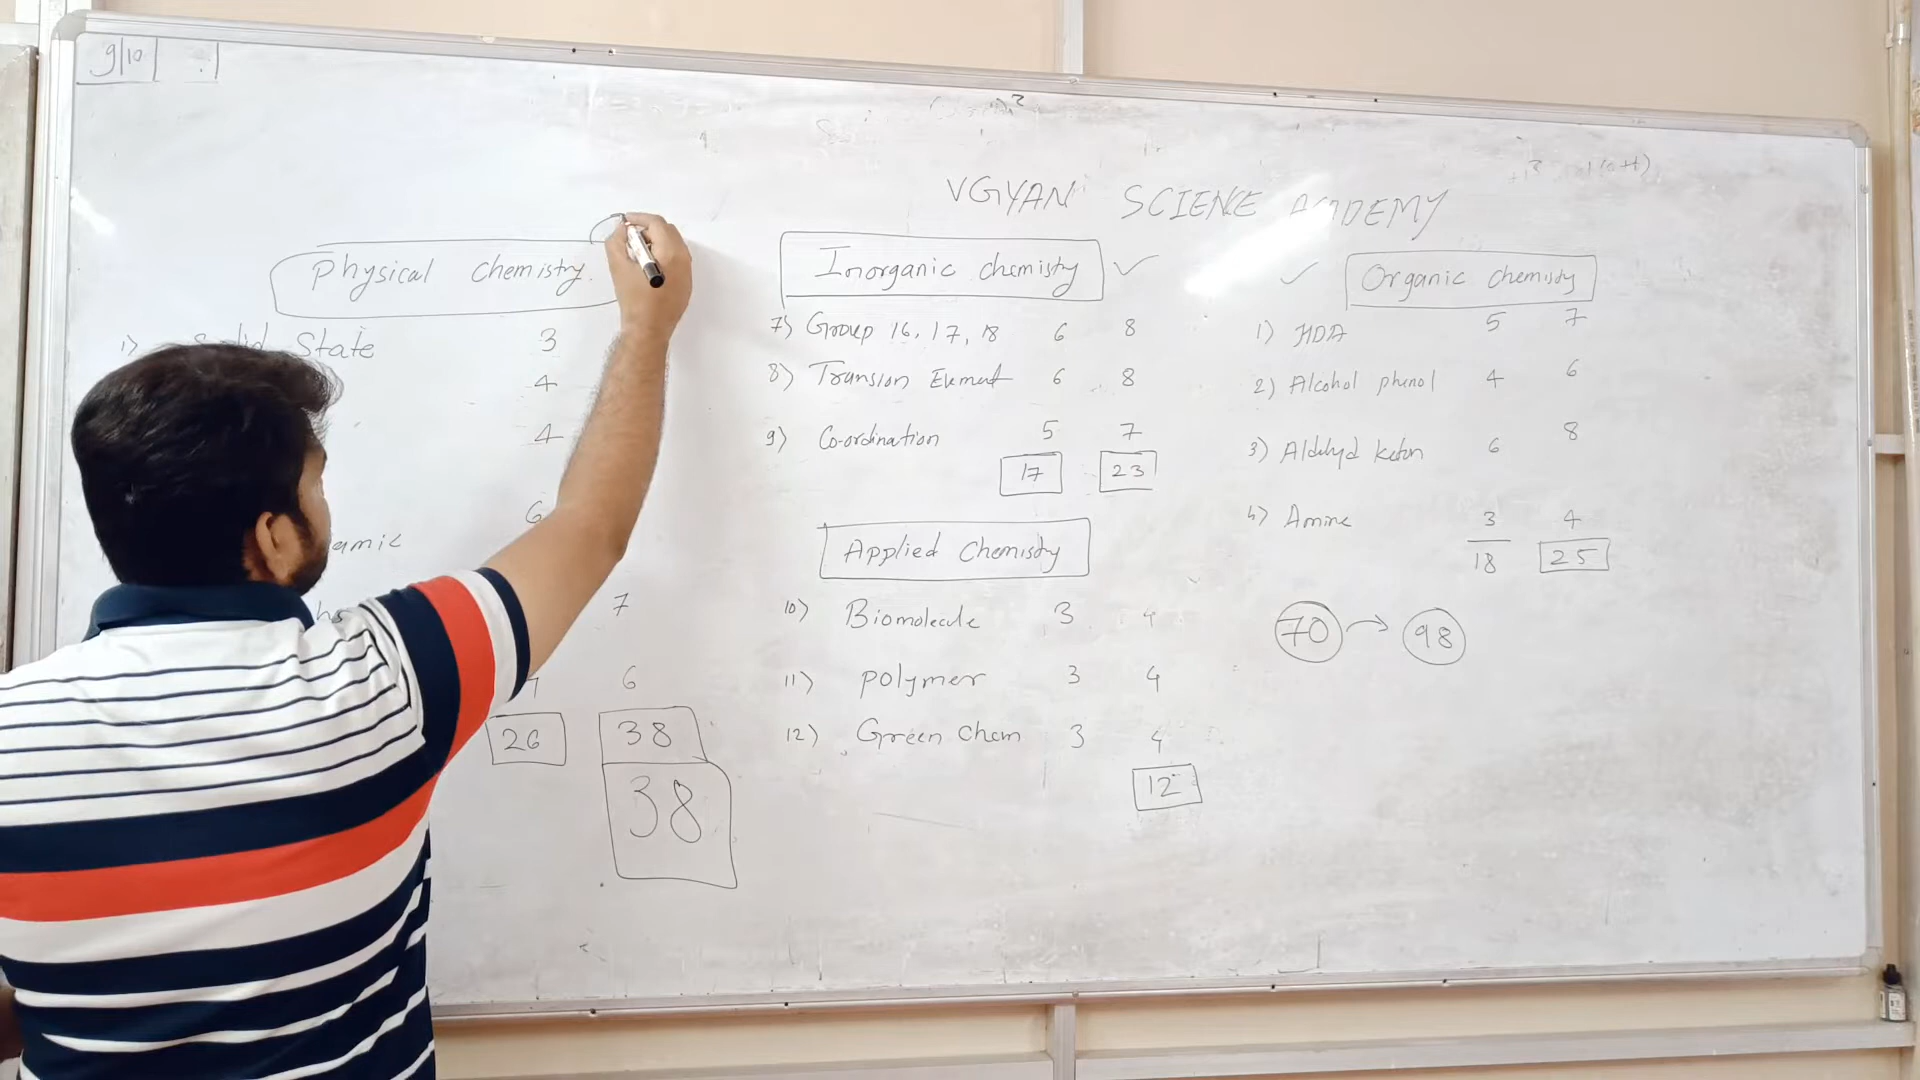 9/10
VGYAN SCIENCE ACADEMY
Physical chemistry.
1) Solid State 3
4
4
6
amic
hs 7
6
26 38
38
Inorganic chemistry ✓
7) Group 16, 17, 18 6 8
8) Transion Element 6 8
9) Co-ordination 5 7
17 23
Applied Chemistry
10) Biomolecule 3 4
11) polymer 3 4
12) Green Chem 3 4
12
✓ Organic chemistry
1) HDA 5 7
2) Alcohol phenol 4 6
3) Aldehyd keton 6 8
4) Amine 3 4
18 25
70 → 98